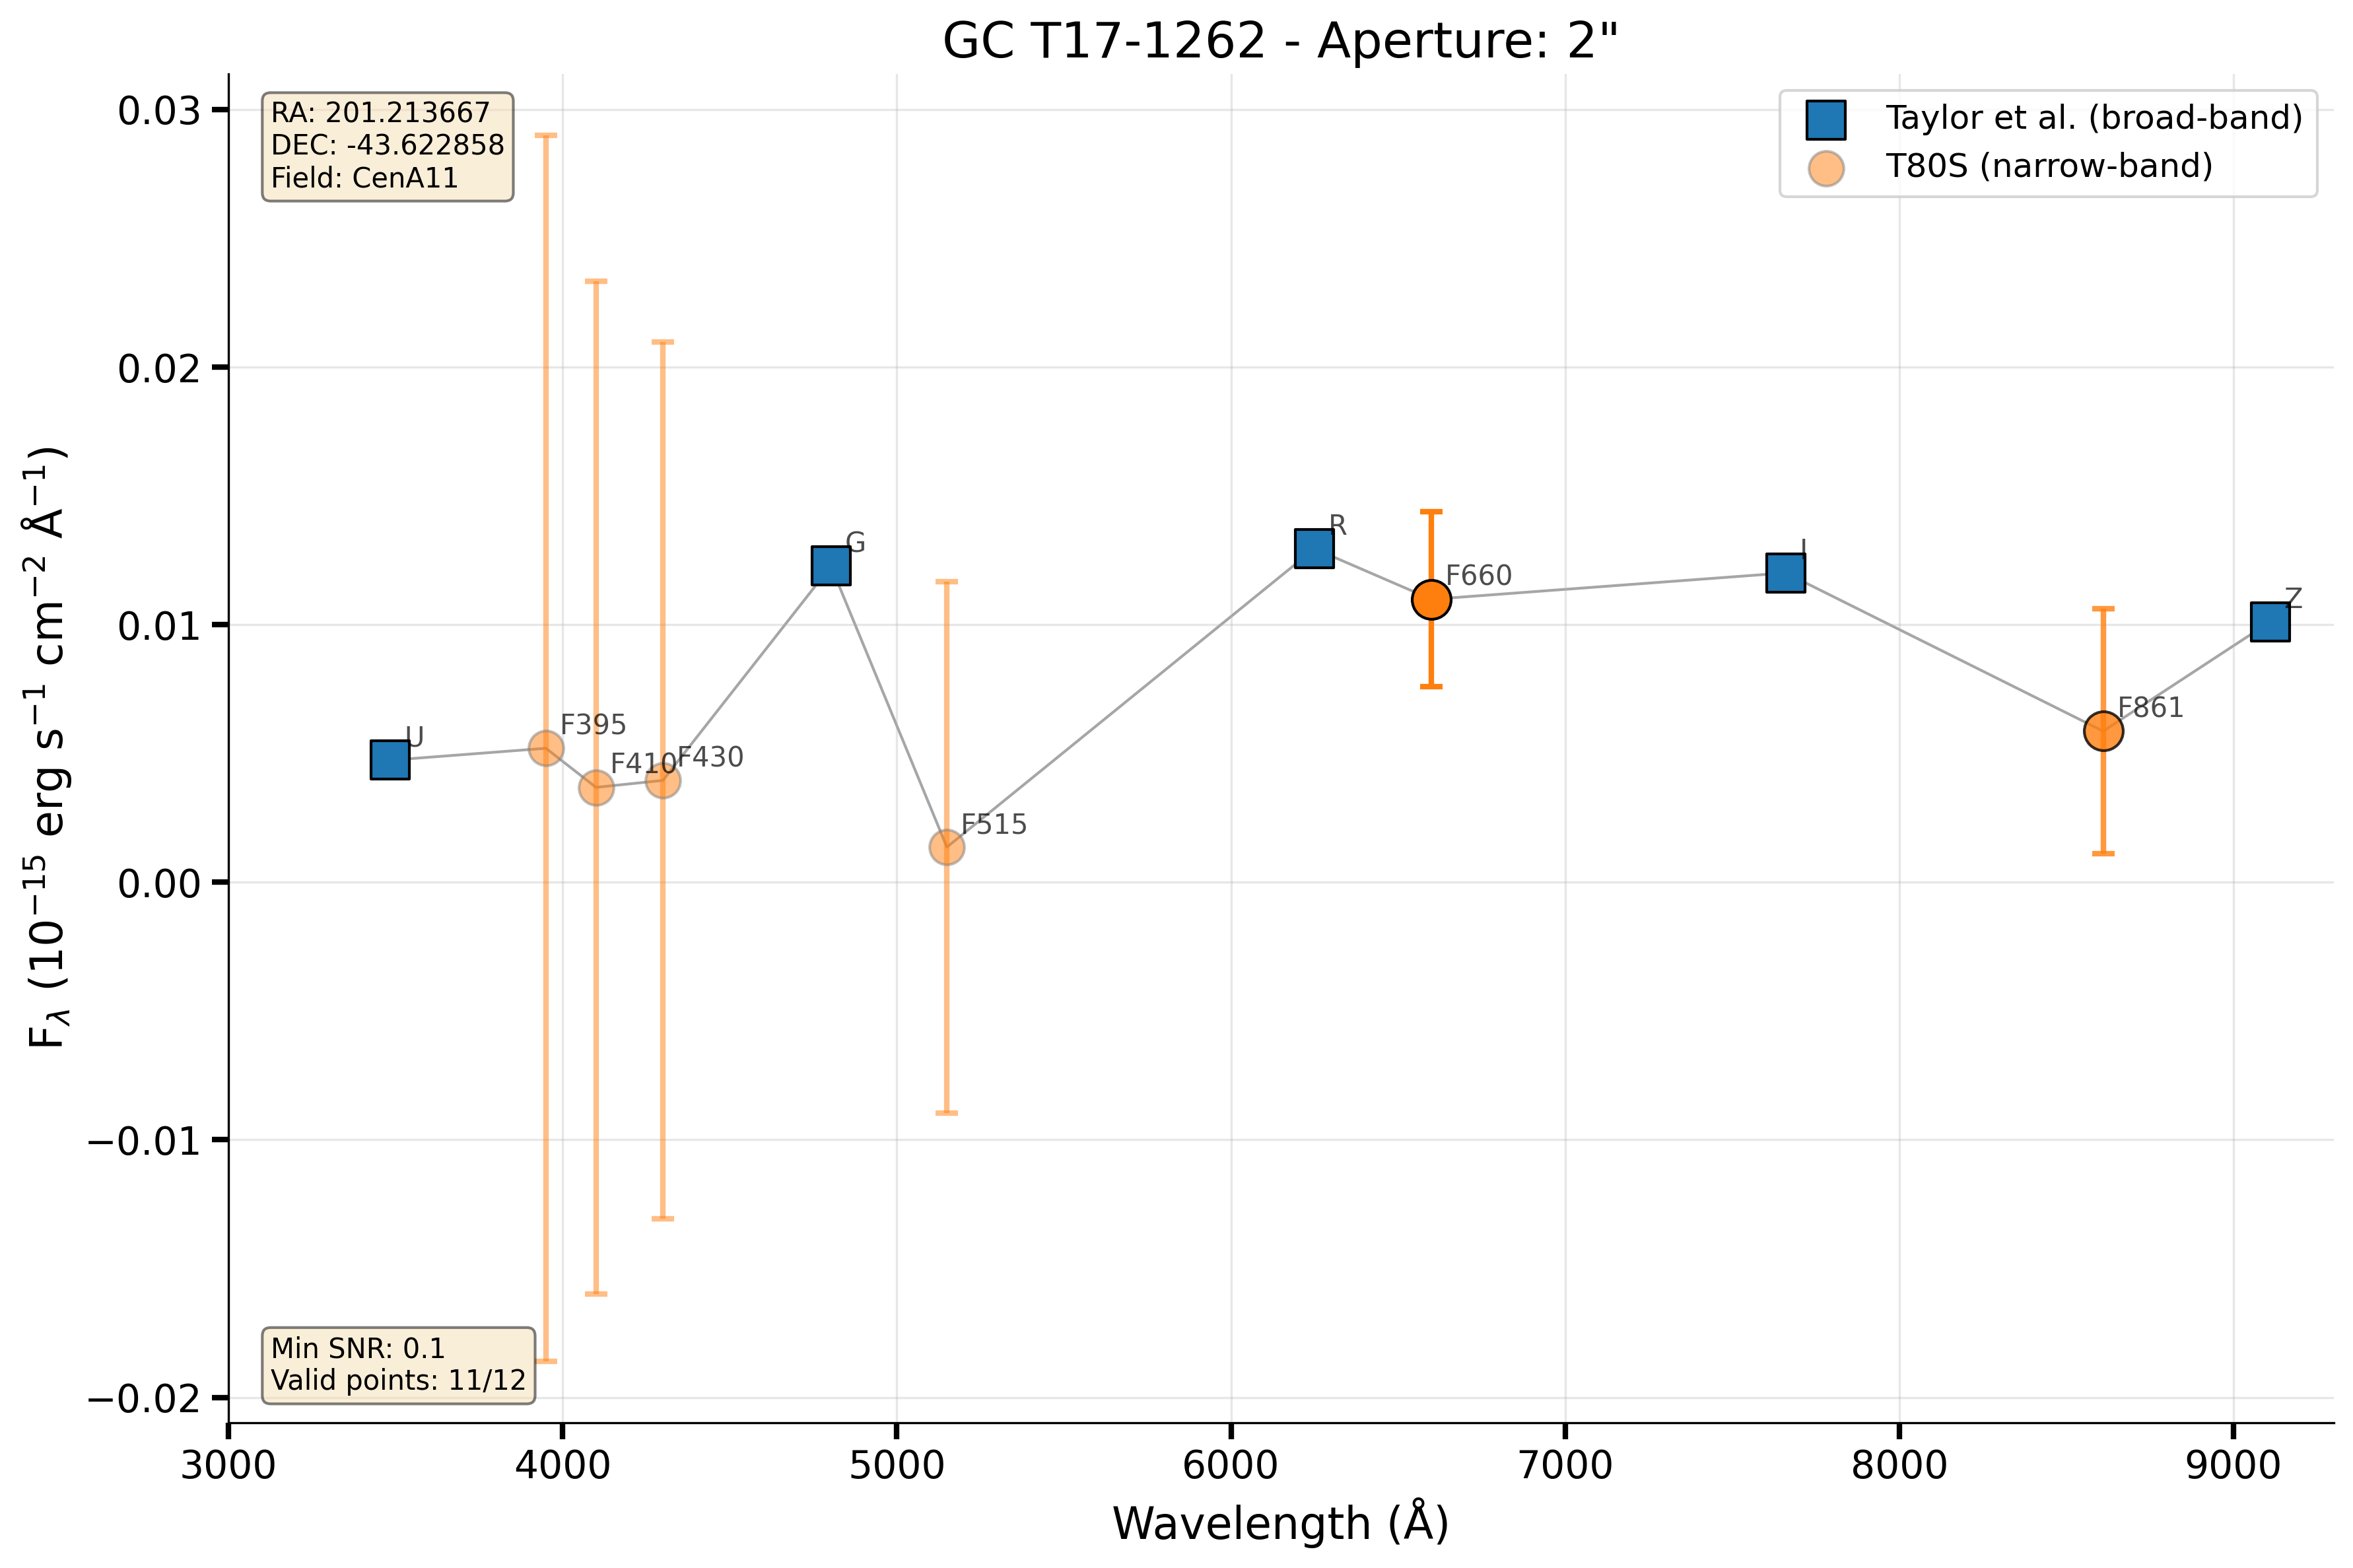 GC T17-1262 - Aperture: 2"
RA: 201.213667
DEC: -43.622858
Field: CenA11
Taylor et al. (broad-band)
T80S (narrow-band)
0.03
0.02
0.01
0.00
−0.01
−0.02
F$_{\lambda}$ (10$^{-15}$ erg s$^{-1}$ cm$^{-2}$ Å$^{-1}$)
U
F395
F410
F430
G
F515
R
F660
I
F861
Z
Min SNR: 0.1
Valid points: 11/12
3000 4000 5000 6000 7000 8000 9000
Wavelength (Å)